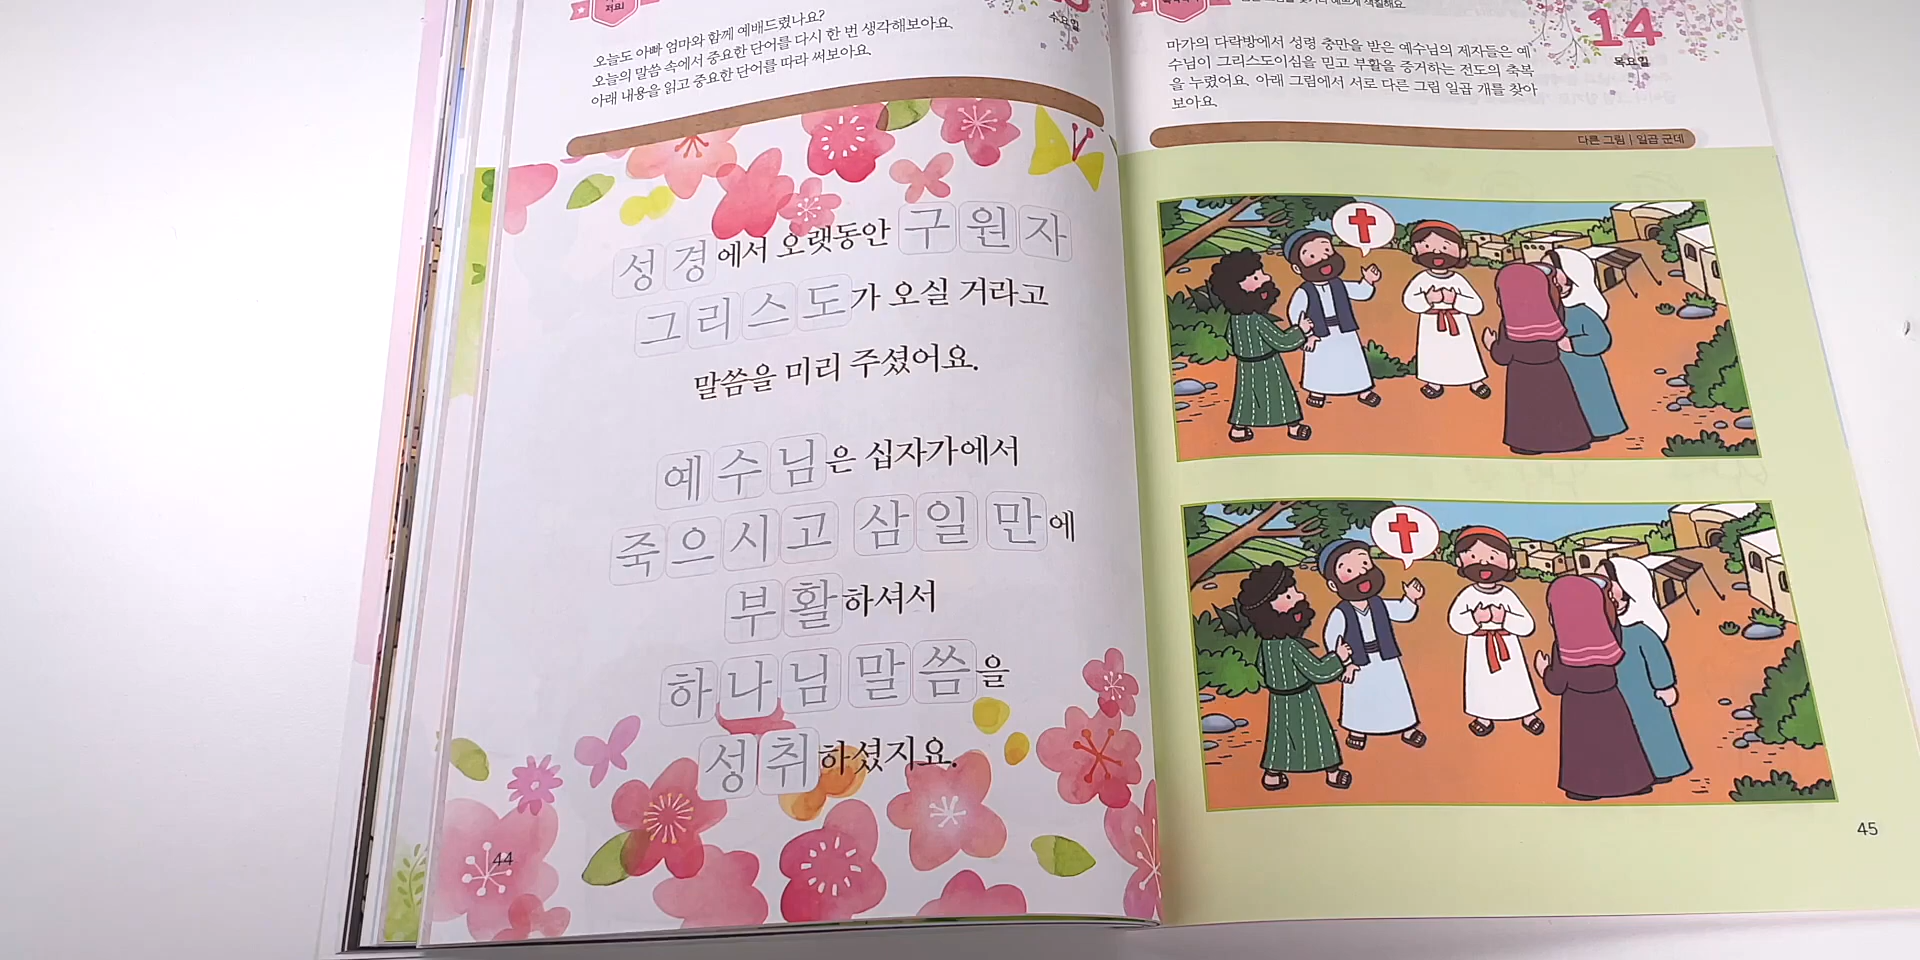 저요!
수요일
오늘도 아빠 엄마와 함께 예배드렸나요?
오늘의 말씀 속에서 중요한 단어를 다시 한 번 생각해보아요.
아래 내용을 읽고 중요한 단어를 따라 써보아요.
성경에서 오랫동안 구원자
그리스도가 오실 거라고
말씀을 미리 주셨어요.
예수님은 십자가에서
죽으시고 삼일 만에
부활하셔서
하나님 말씀을
성취하셨지요.
44
14
목요일
마가의 다락방에서 성령 충만을 받은 예수님의 제자들은 예
수님이 그리스도이심을 믿고 부활을 증거하는 전도의 축복
을 누렸어요. 아래 그림에서 서로 다른 그림 일곱 개를 찾아
보아요.
다른 그림 | 일곱 군데
45